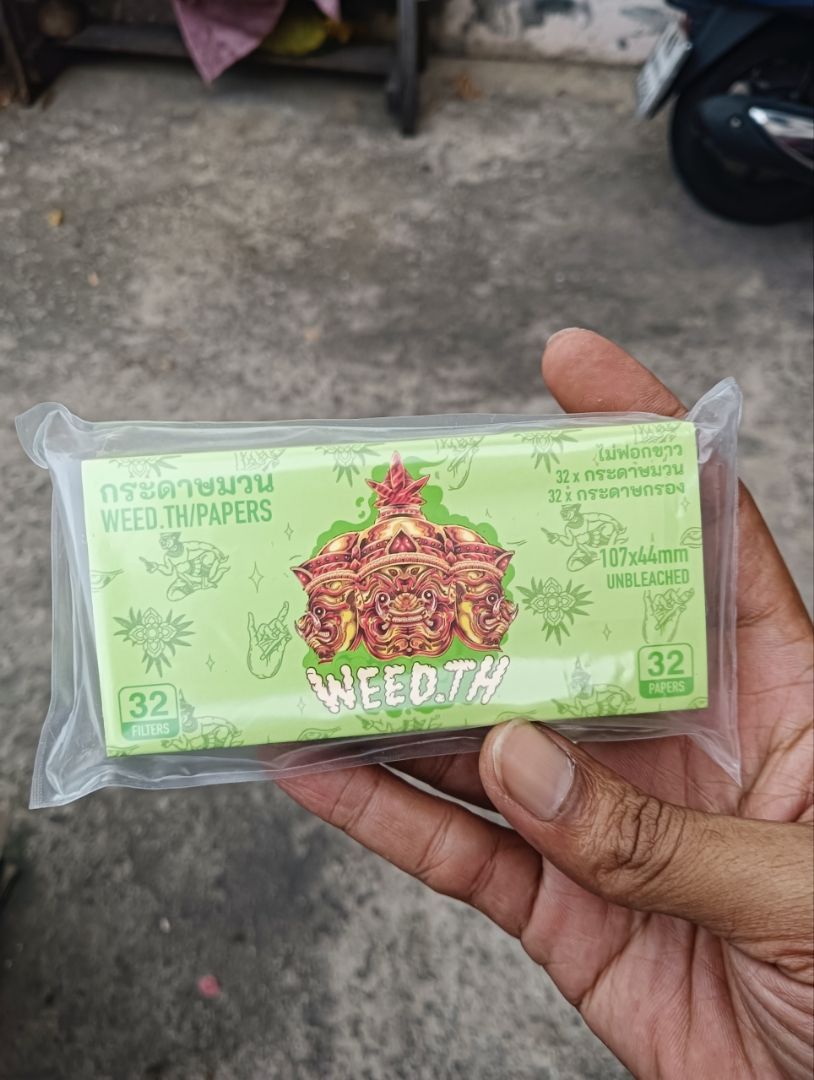 กระดาษมวน
WEED.TH/PAPERS
ไม่ฟอกขาว
32 x กระดาษมวน
32 x กระดาษกรอง
107x44mm
UNBLEACHED
WEED.TH
32
FILTERS
32
PAPERS